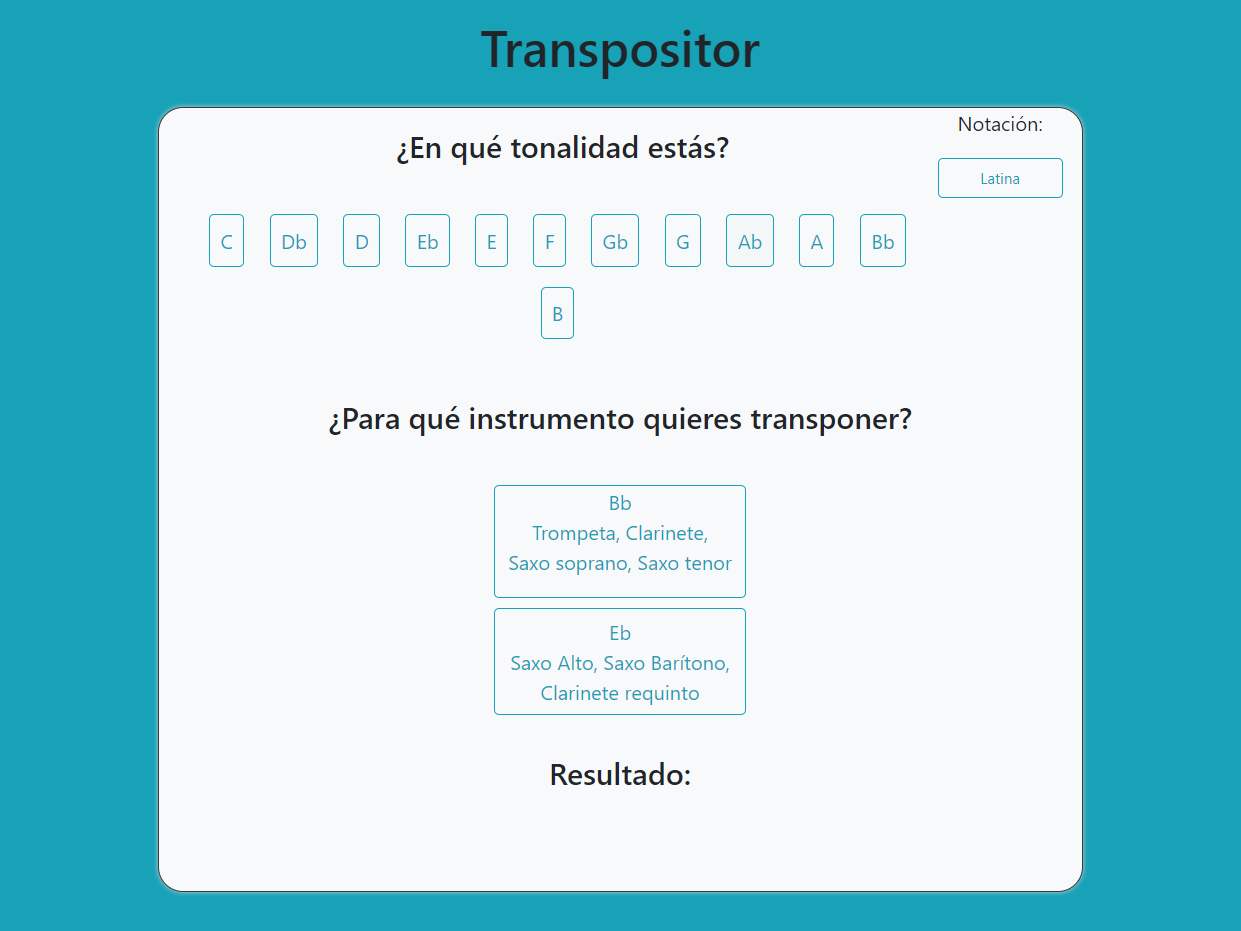 Transpositor
¿En qué tonalidad estás?
Notación:
Latina
C Db D Eb E F Gb G Ab A Bb
B
¿Para qué instrumento quieres transponer?
Bb
Trompeta, Clarinete,
Saxo soprano, Saxo tenor
Eb
Saxo Alto, Saxo Barítono,
Clarinete requinto
Resultado: